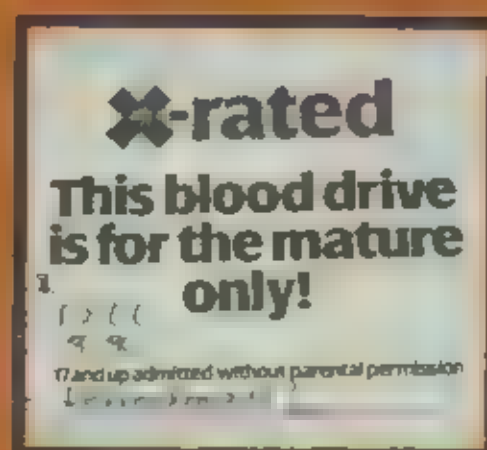 x-rated
This blood drive
is for the mature
only!
17 and up admitted without parental permission